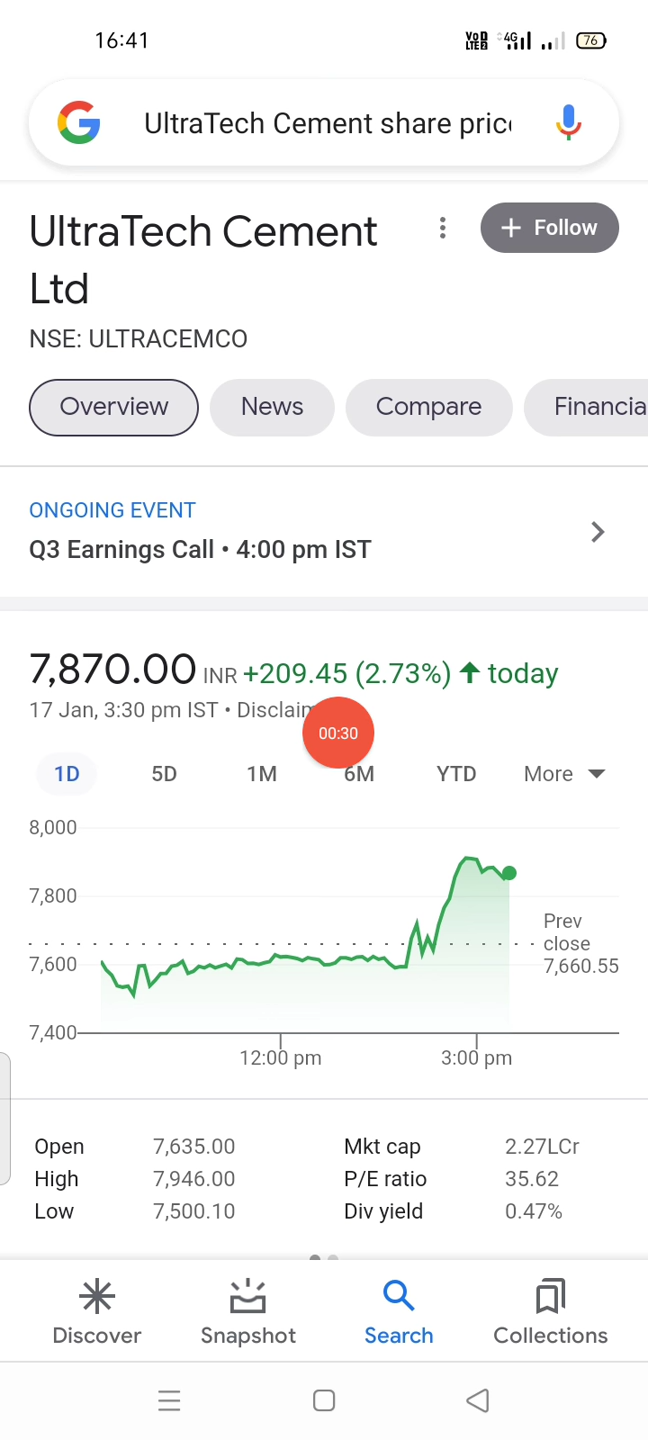 16:41
VoD LTE2 4G 76
UltraTech Cement share pric
UltraTech Cement
Ltd
+ Follow
NSE: ULTRACEMCO
Overview News Compare Financia
ONGOING EVENT
Q3 Earnings Call • 4:00 pm IST
7,870.00 INR +209.45 (2.73%) ↑ today
17 Jan, 3:30 pm IST • Disclaim
00:30
1D 5D 1M 6M YTD More
8,000
7,800
7,600
7,400
Prev
close
7,660.55
12:00 pm 3:00 pm
Open 7,635.00 Mkt cap 2.27LCr
High 7,946.00 P/E ratio 35.62
Low 7,500.10 Div yield 0.47%
Discover Snapshot Search Collections